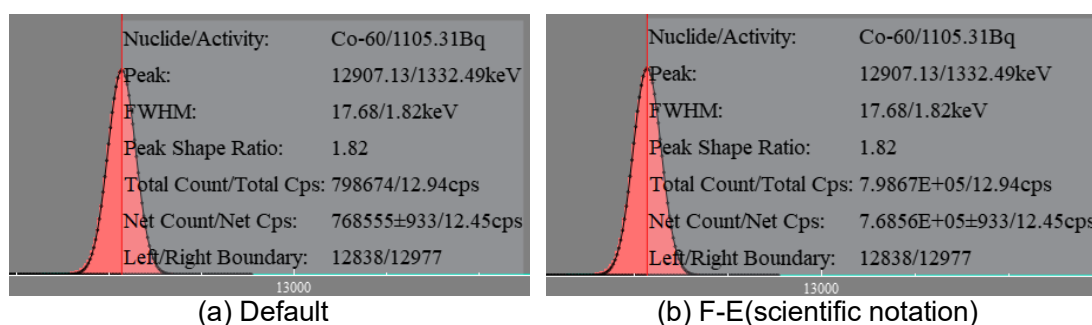 Nuclide/Activity: Co-60/1105.31Bq
Peak: 12907.13/1332.49keV
FWHM: 17.68/1.82keV
Peak Shape Ratio: 1.82
Total Count/Total Cps: 798674/12.94cps
Net Count/Net Cps: 768555±933/12.45cps
Left/Right Boundary: 12838/12977
13000
(a) Default
Nuclide/Activity: Co-60/1105.31Bq
Peak: 12907.13/1332.49keV
FWHM: 17.68/1.82keV
Peak Shape Ratio: 1.82
Total Count/Total Cps: 7.9867E+05/12.94cps
Net Count/Net Cps: 7.6856E+05±933/12.45cps
Left/Right Boundary: 12838/12977
13000
(b) F-E(scientific notation)